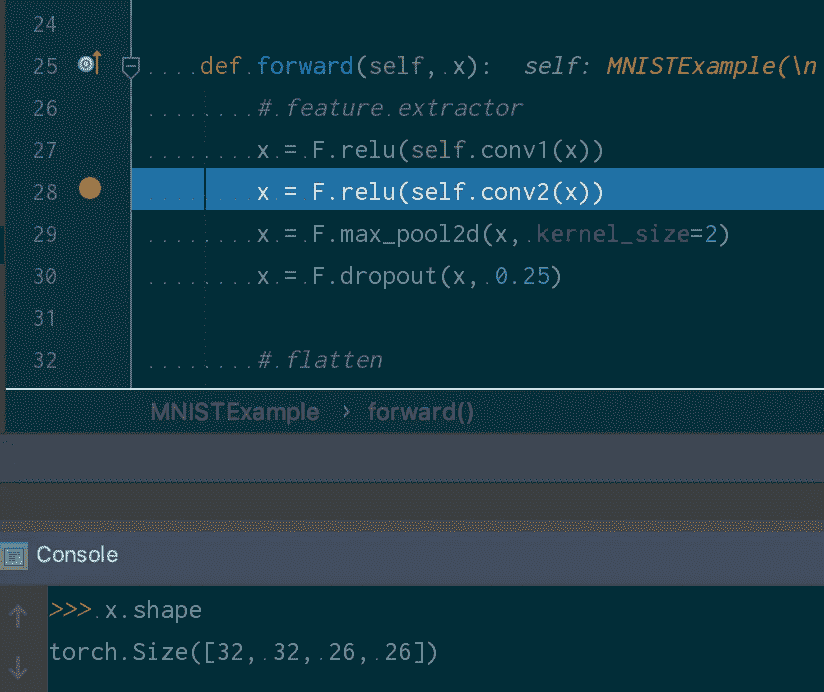 24
25 def forward(self, x): self: MNISTExample(\n
26 # feature extractor
27 x = F.relu(self.conv1(x))
28 x = F.relu(self.conv2(x))
29 x = F.max_pool2d(x, kernel_size=2)
30 x = F.dropout(x, 0.25)
31
32 # flatten
MNISTExample › forward()
Console
>>> x.shape
torch.Size([32, 32, 26, 26])